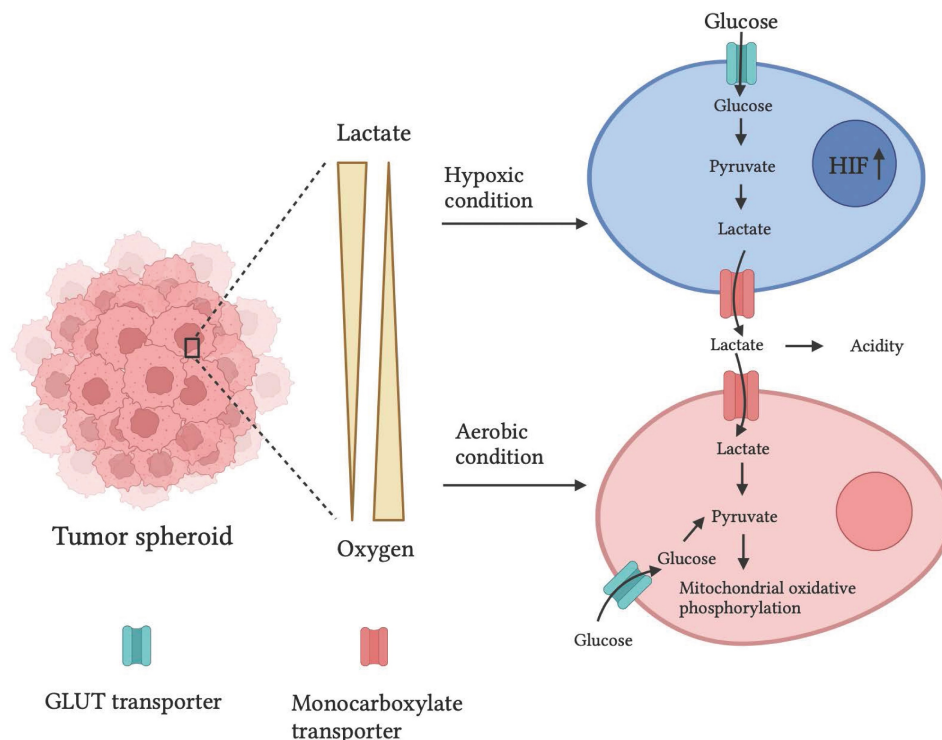 Glucose
Glucose
Pyruvate
Lactate
HIF
Lactate
Hypoxic
condition
Lactate
Acidity
Aerobic
condition
Lactate
Pyruvate
Glucose
Mitochondrial oxidative
phosphorylation
Glucose
Tumor spheroid
Oxygen
GLUT transporter
Monocarboxylate
transporter